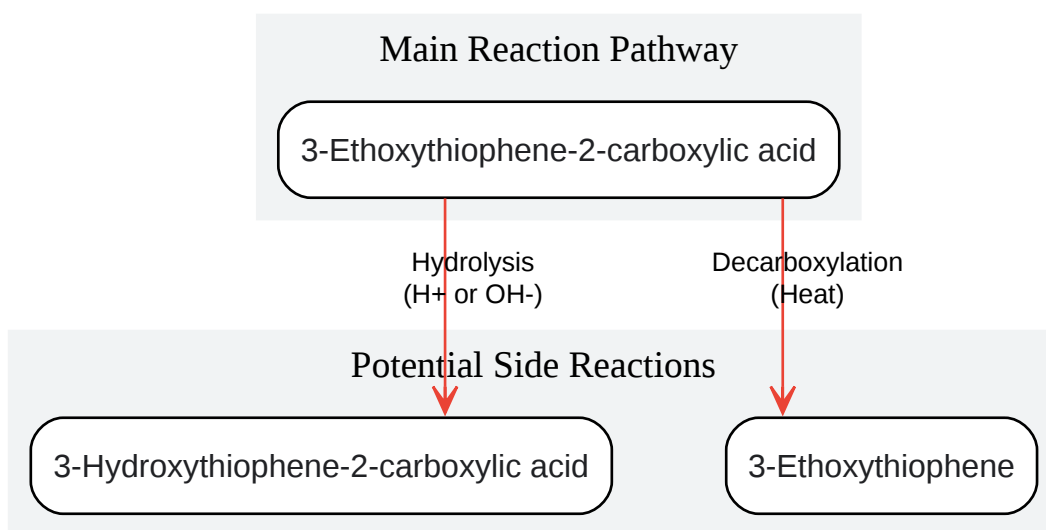 Main Reaction Pathway
3-Ethoxythiophene-2-carboxylic acid
Hydrolysis
(H+ or OH-)
Decarboxylation
(Heat)
Potential Side Reactions
3-Hydroxythiophene-2-carboxylic acid
3-Ethoxythiophene